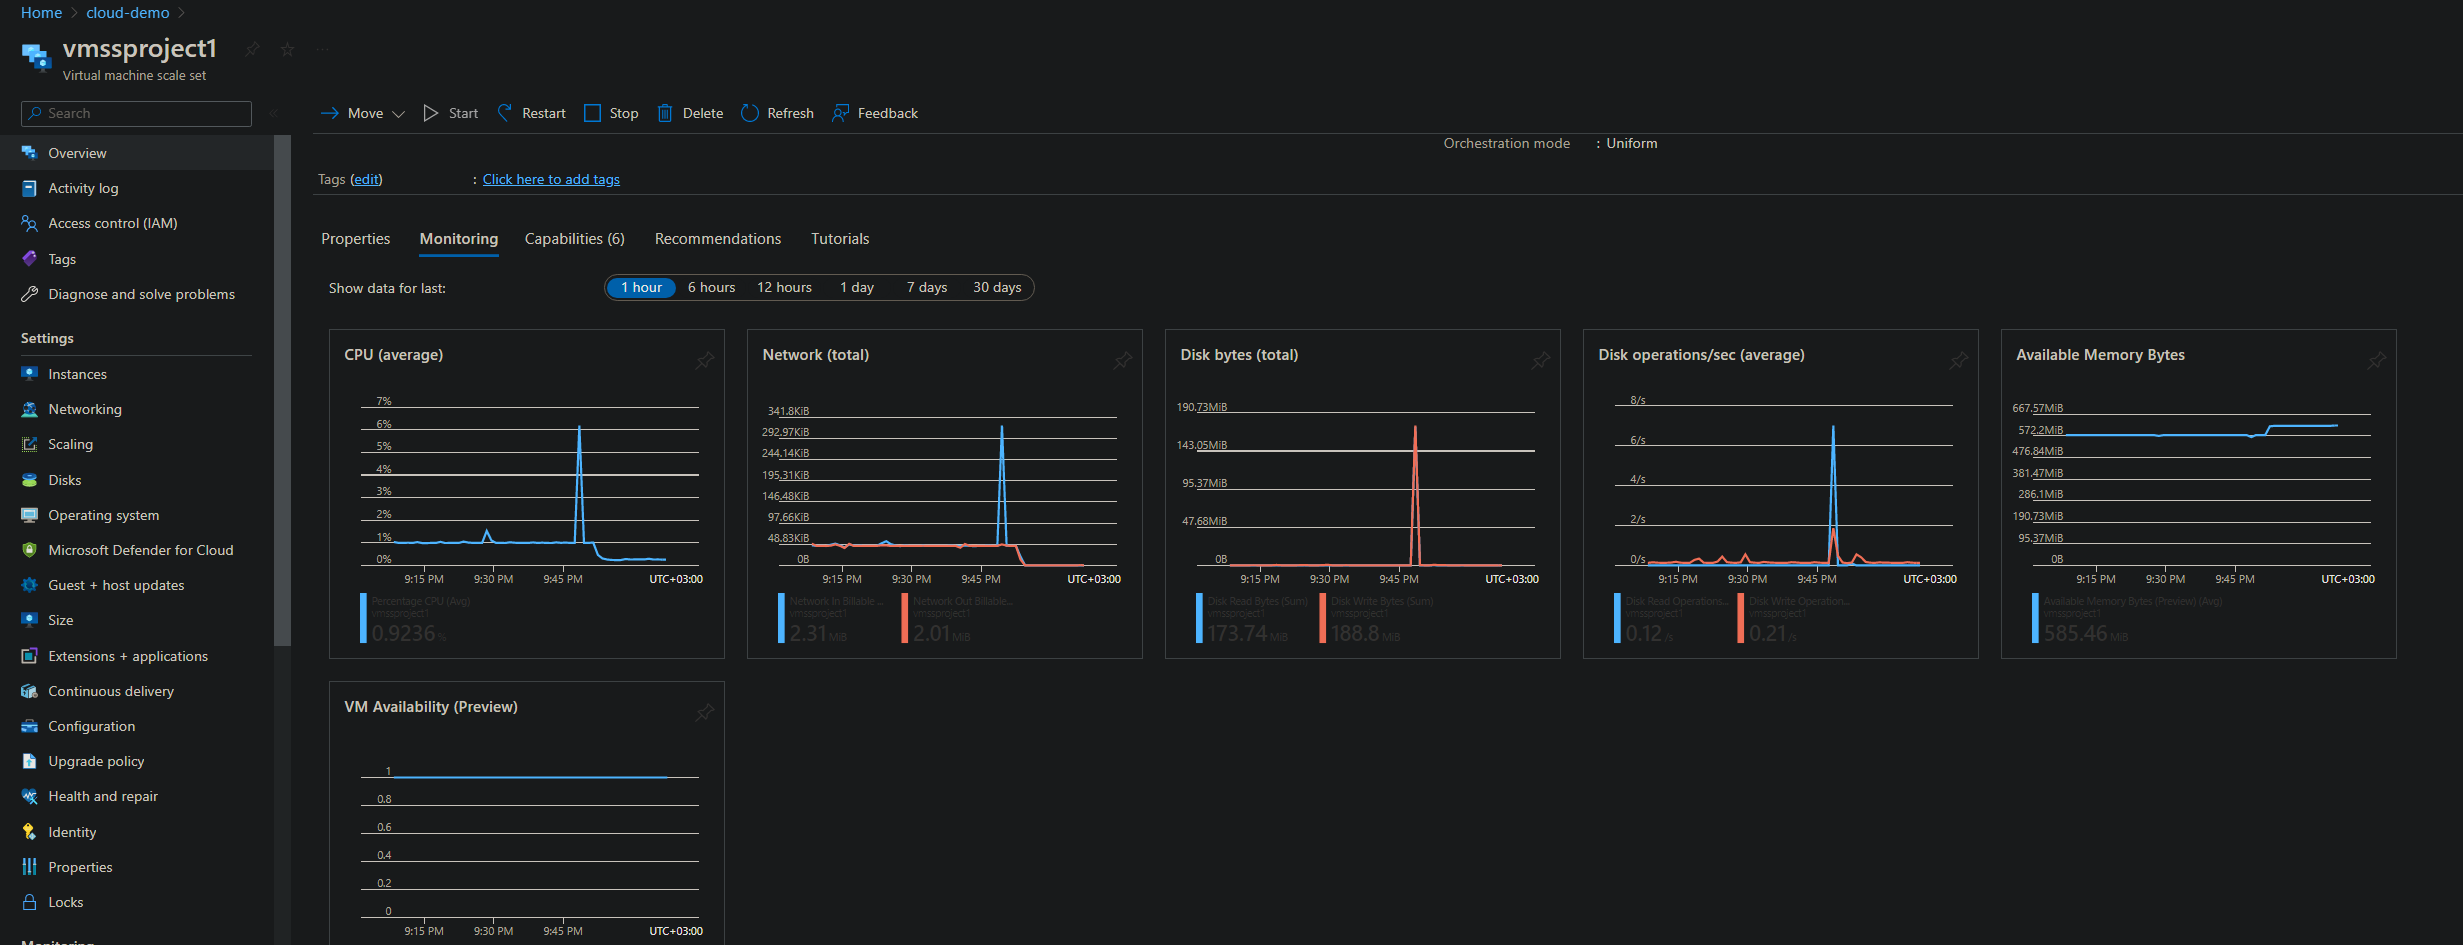 Home > cloud-demo >
vmssproject1
Virtual machine scale set
Search
Move
Start
Restart
Stop
Delete
Refresh
Feedback
Overview
Activity log
Access control (IAM)
Tags
Diagnose and solve problems
Settings
Instances
Networking
Scaling
Disks
Operating system
Microsoft Defender for Cloud
Guest + host updates
Size
Extensions + applications
Continuous delivery
Configuration
Upgrade policy
Health and repair
Identity
Properties
Locks
Monitoring
Orchestration mode : Uniform
Tags (edit) : Click here to add tags
Properties Monitoring Capabilities (6) Recommendations Tutorials
Show data for last: 1 hour 6 hours 12 hours 1 day 7 days 30 days
CPU (average)
7%
6%
5%
4%
3%
2%
1%
0%
9:15 PM 9:30 PM 9:45 PM UTC+03:00
Percentage CPU (Avg)
vmssproject1
0.9236 %
Network (total)
341.8KiB
292.97KiB
244.14KiB
195.31KiB
146.48KiB
97.66KiB
48.83KiB
0B
9:15 PM 9:30 PM 9:45 PM UTC+03:00
Network In Billable ...
vmssproject1
2.31 MiB
Network Out Billable...
vmssproject1
2.01 MiB
Disk bytes (total)
190.73MiB
143.05MiB
95.37MiB
47.68MiB
0B
9:15 PM 9:30 PM 9:45 PM UTC+03:00
Disk Read Bytes (Sum)
vmssproject1
173.74 MiB
Disk Write Bytes (Sum)
vmssproject1
188.8 MiB
Disk operations/sec (average)
8/s
6/s
4/s
2/s
0/s
9:15 PM 9:30 PM 9:45 PM UTC+03:00
Disk Read Operations...
vmssproject1
0.12 /s
Disk Write Operation...
vmssproject1
0.21 /s
Available Memory Bytes
667.57MiB
572.2MiB
476.84MiB
381.47MiB
286.1MiB
190.73MiB
95.37MiB
0B
9:15 PM 9:30 PM 9:45 PM UTC+03:00
Available Memory Bytes (Preview) (Avg)
vmssproject1
585.46 MiB
VM Availability (Preview)
1
0.8
0.6
0.4
0.2
0
9:15 PM 9:30 PM 9:45 PM UTC+03:00